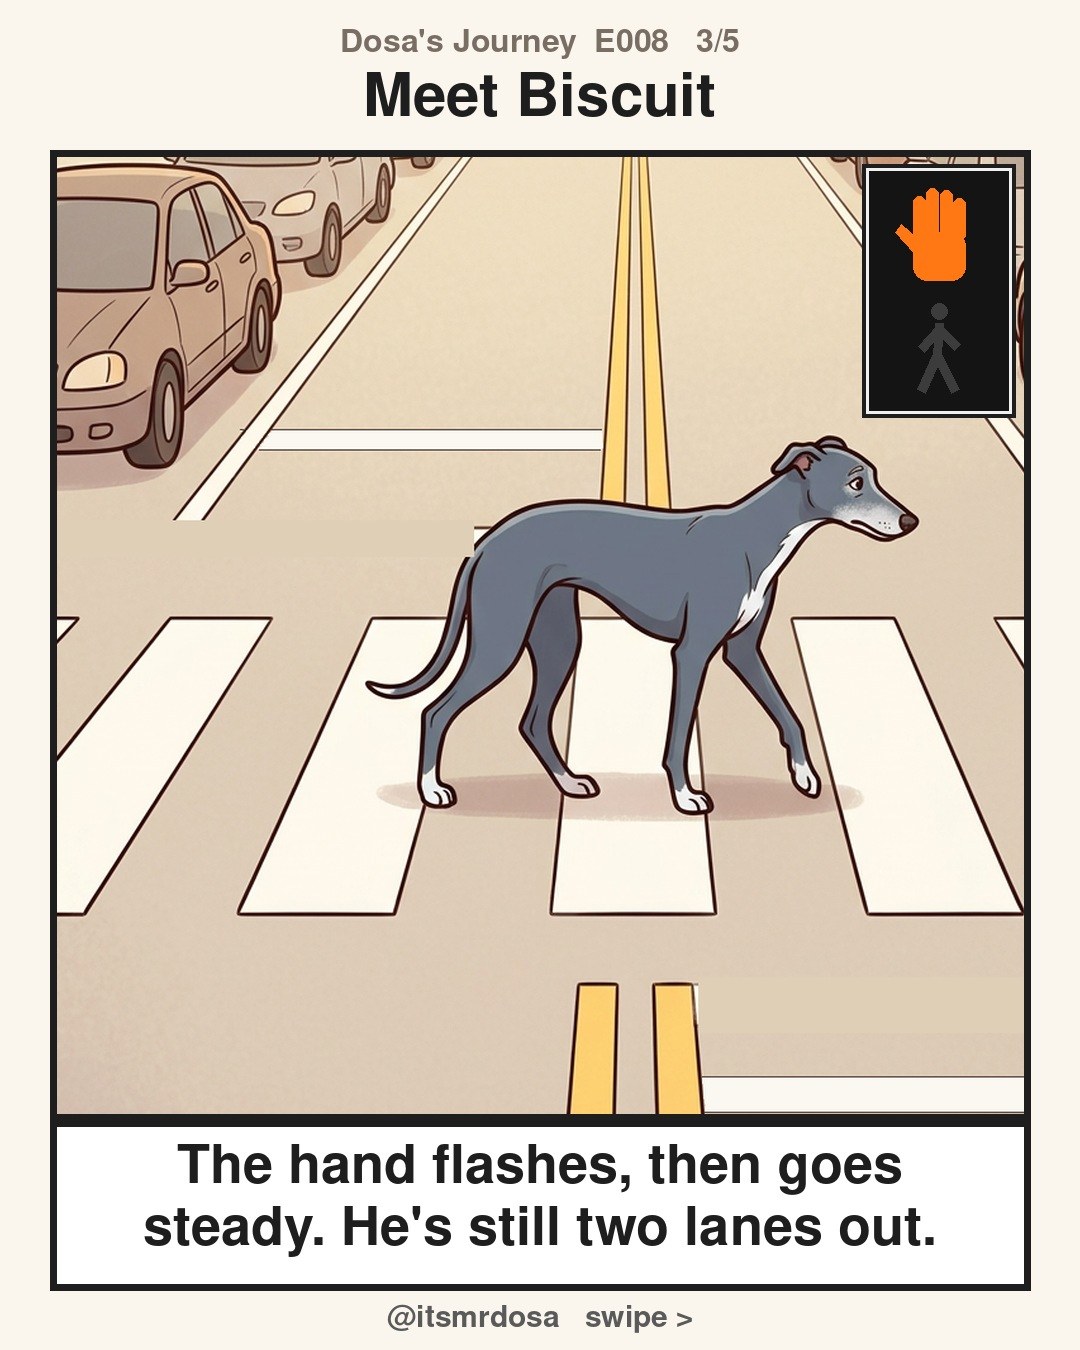 Dosa's Journey  E008   3/5
Meet Biscuit
The hand flashes, then goes
steady. He's still two lanes out.
@itsmrdosa   swipe >